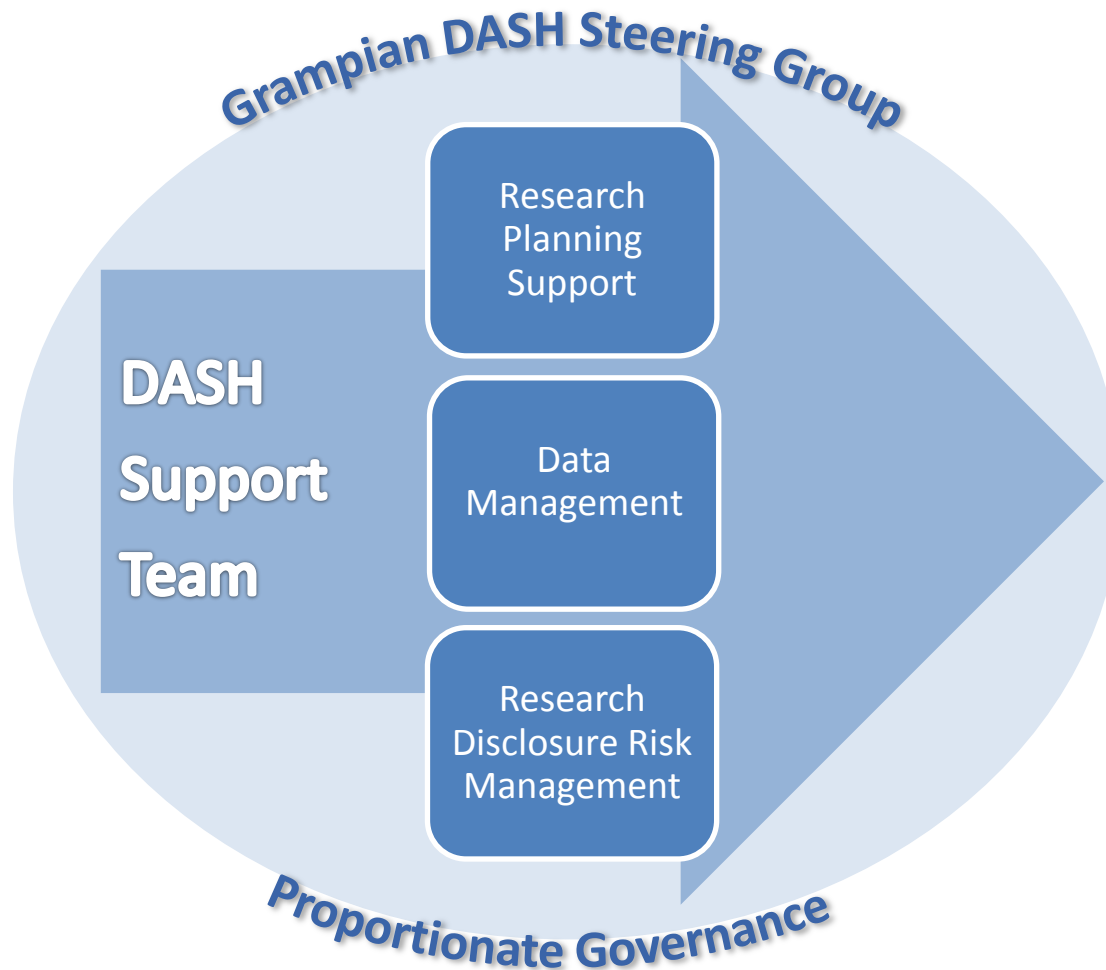 Grampian DASH Steering Group
Research
Planning
Support
DASH
Support
Team
Data
Management
Research
Disclosure Risk
Management
Proportionate Governance